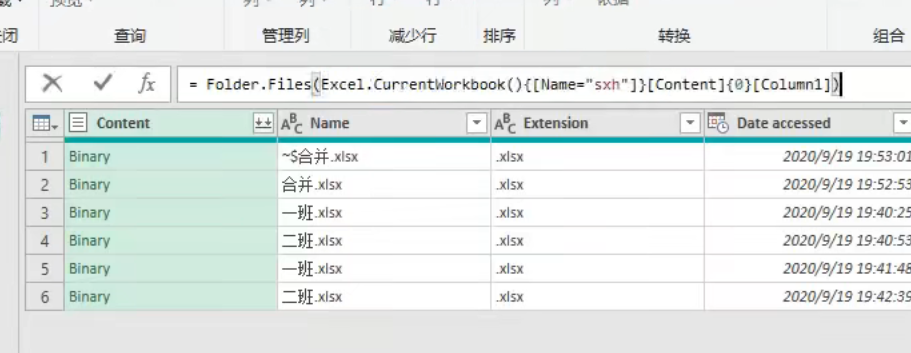 查询 管理列 减少行 排序 转换 组合
= Folder.Files(Excel.CurrentWorkbook(){[Name="sxh"]}[Content]{0}[Column1])
Content Name Extension Date accessed
1 Binary ~$合并.xlsx .xlsx 2020/9/19 19:53:01
2 Binary 合并.xlsx .xlsx 2020/9/19 19:52:53
3 Binary 一班.xlsx .xlsx 2020/9/19 19:40:25
4 Binary 二班.xlsx .xlsx 2020/9/19 19:40:53
5 Binary 一班.xlsx .xlsx 2020/9/19 19:41:48
6 Binary 二班.xlsx .xlsx 2020/9/19 19:42:39